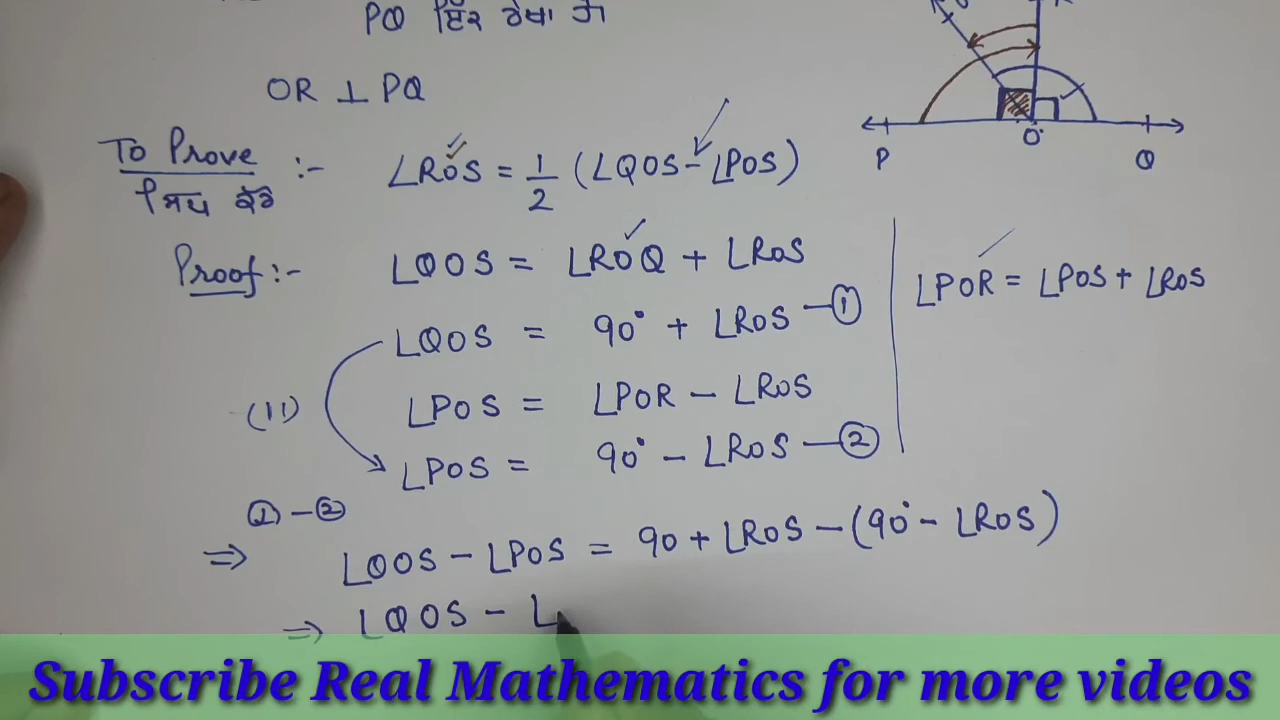 PQ ਇੱਕ ਰੇਖਾ ਹੈ
OR ⊥ PQ
P O Q
To Prove :- ∠ROS = 1/2 (∠QOS - ∠POS)
ਸਿਧ ਕਰੋ
Proof :- ∠QOS = ∠ROQ + ∠ROS
∠QOS = 90° + ∠ROS —①
(II) ∠POS = ∠POR - ∠ROS
∠POS = 90° - ∠ROS —②
∠POR = ∠POS + ∠ROS
① - ②
⇒ ∠QOS - ∠POS = 90 + ∠ROS - (90° - ∠ROS)
⇒ ∠QOS - ∠
Subscribe Real Mathematics for more videos